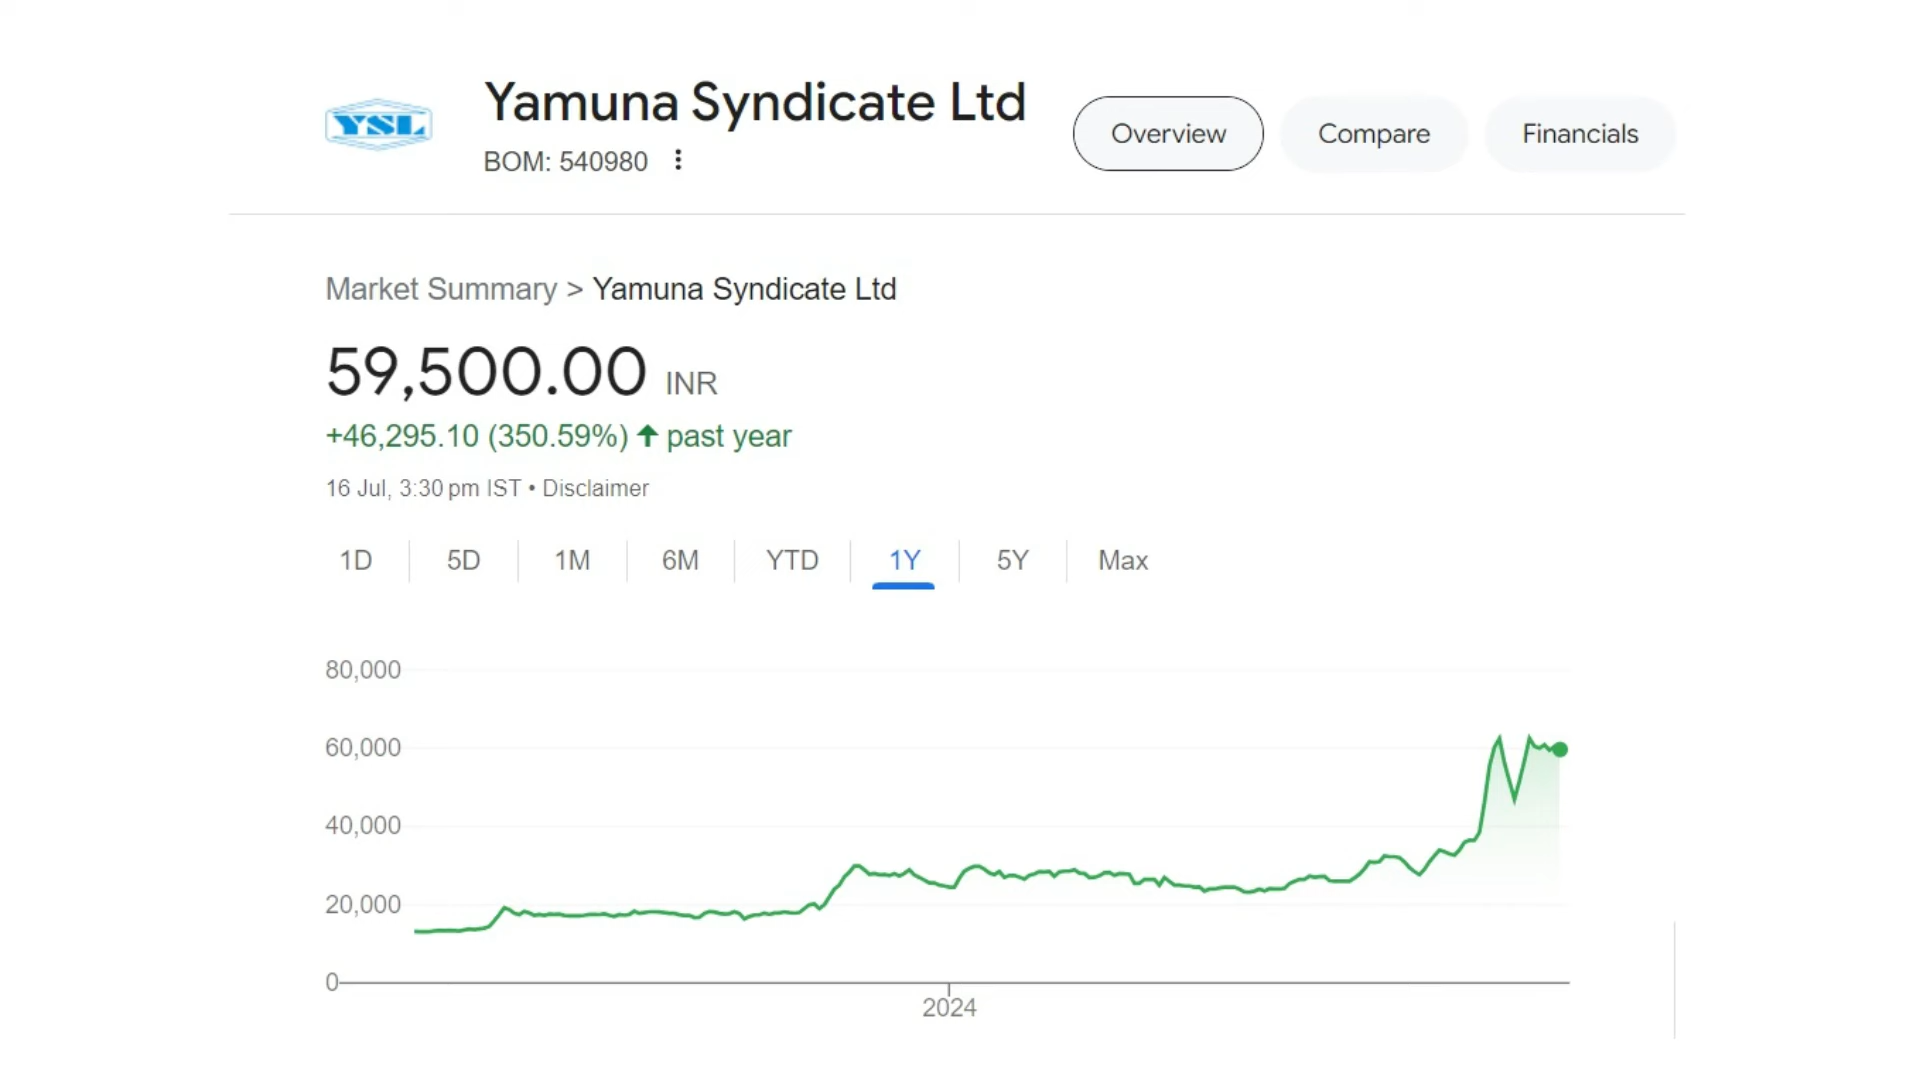 YSL
Yamuna Syndicate Ltd
BOM: 540980
Overview
Compare
Financials
Market Summary > Yamuna Syndicate Ltd
59,500.00 INR
+46,295.10 (350.59%) ↑ past year
16 Jul, 3:30 pm IST • Disclaimer
1D 5D 1M 6M YTD 1Y 5Y Max
80,000
60,000
40,000
20,000
0
2024